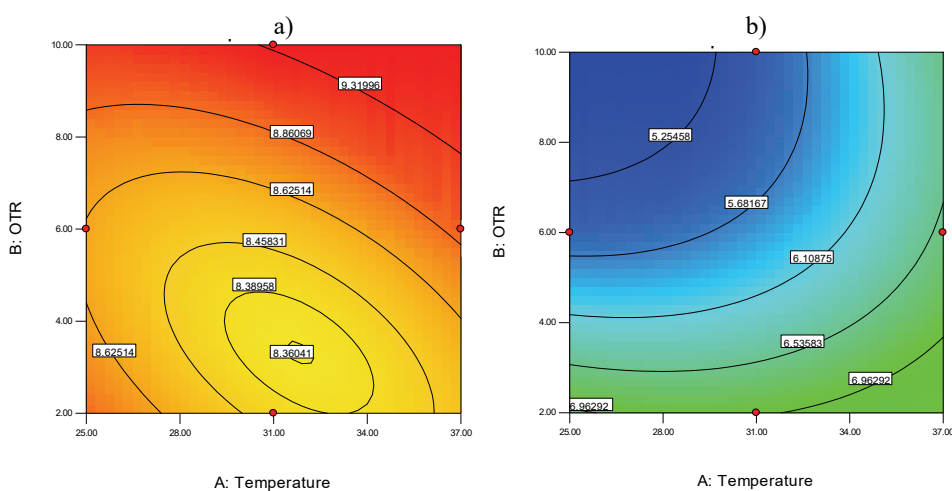 a)
10.00
8.00
6.00
4.00
2.00
B: OTR
9.31996
8.86069
8.62514
8.45831
8.38958
8.36041
8.62514
25.00 28.00 31.00 34.00 37.00
A: Temperature
b)
10.00
8.00
6.00
4.00
2.00
B: OTR
5.25458
5.68167
6.10875
6.53583
6.96292
6.96292
25.00 28.00 31.00 34.00 37.00
A: Temperature